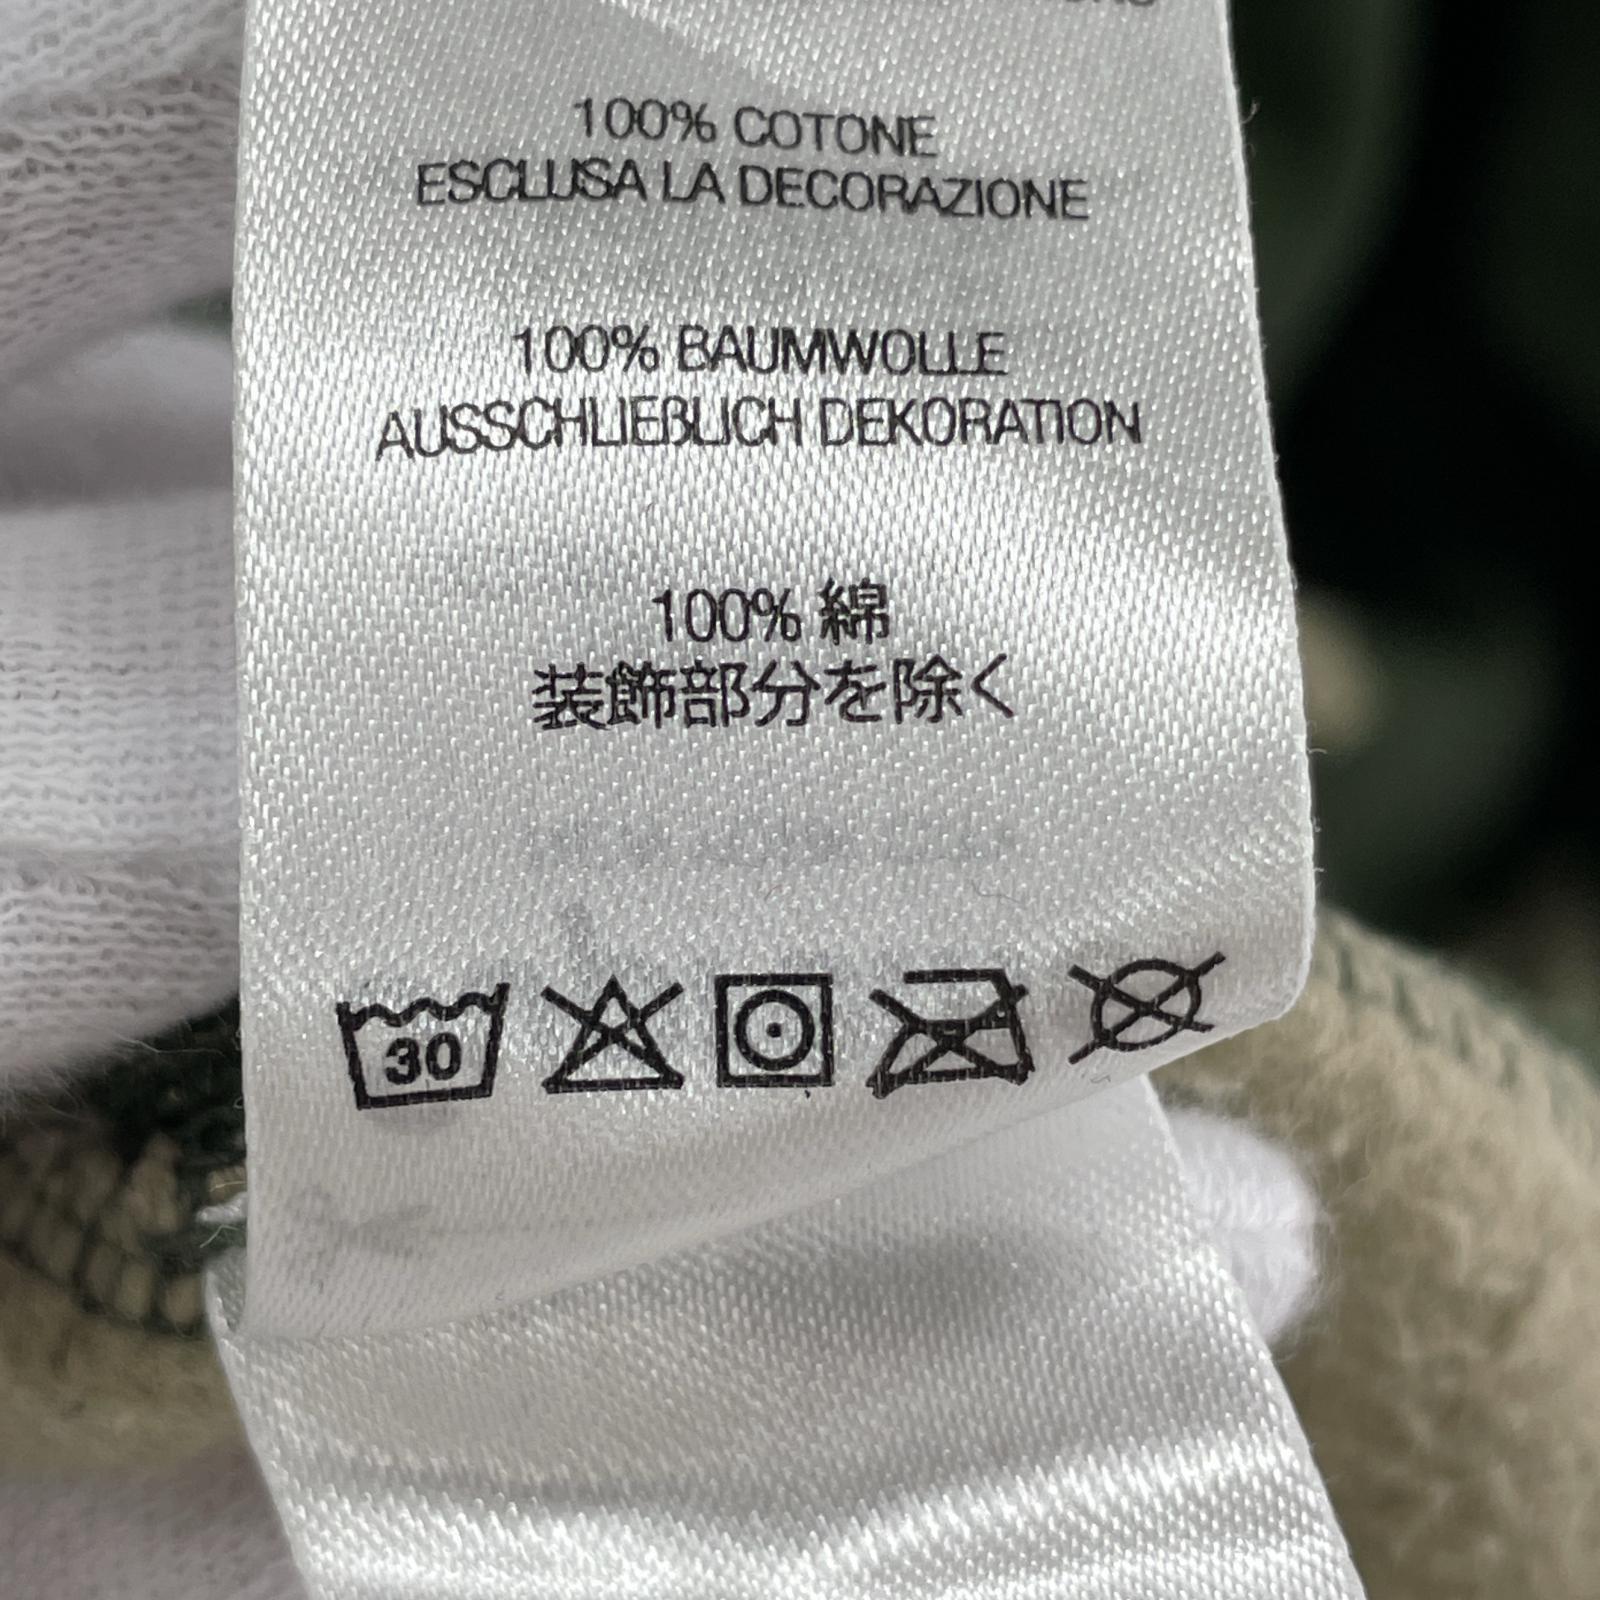 100% COTONE
ESCLUSA LA DECORAZIONE
100% BAUMWOLLE
AUSSCHLIEßLICH DEKORATION
100% 綿
装飾部分を除く
30